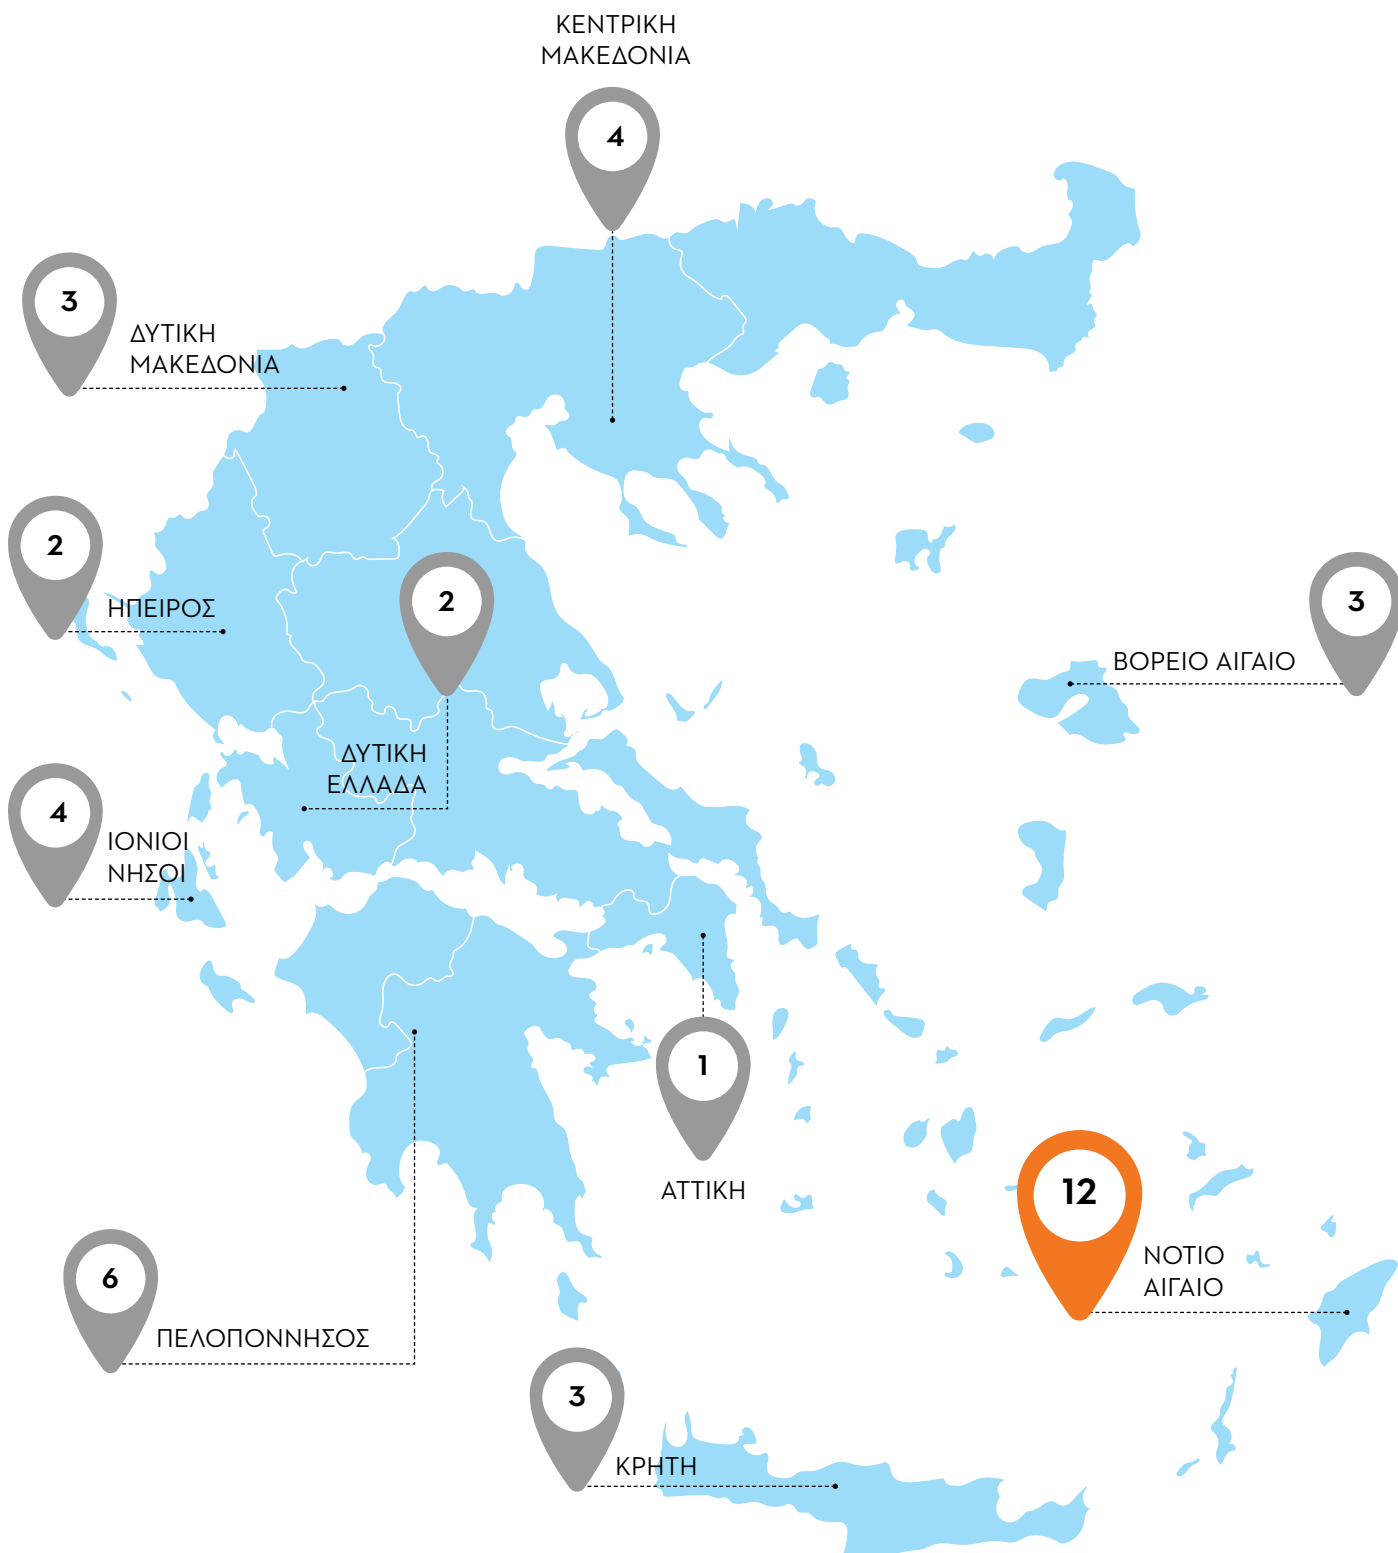 ΚΕΝΤΡΙΚΗ
ΜΑΚΕΔΟΝΙΑ
4
3
ΔΥΤΙΚΗ
ΜΑΚΕΔΟΝΙΑ
2
ΗΠΕΙΡΟΣ
2
ΔΥΤΙΚΗ
ΕΛΛΑΔΑ
3
ΒΟΡΕΙΟ ΑΙΓΑΙΟ
4
ΙΟΝΙΟΙ
ΝΗΣΟΙ
1
ΑΤΤΙΚΗ
12
ΝΟΤΙΟ
ΑΙΓΑΙΟ
6
ΠΕΛΟΠΟΝΝΗΣΟΣ
3
ΚΡΗΤΗ